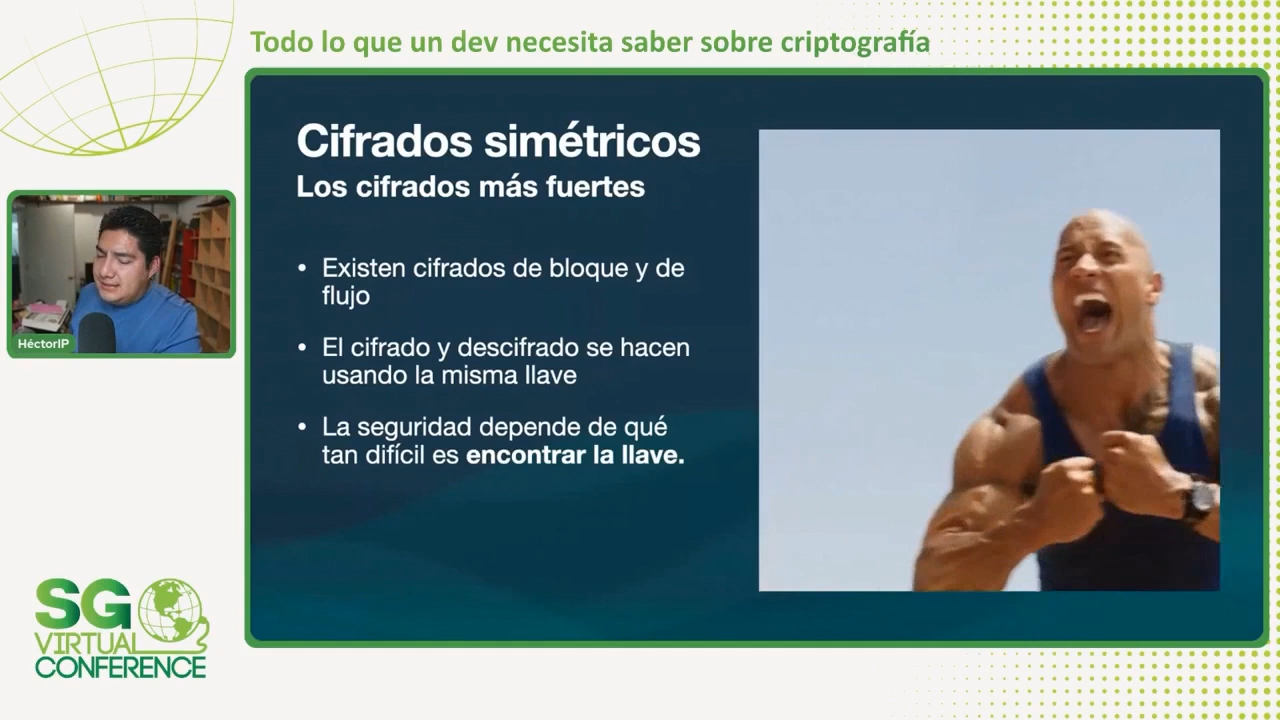 Todo lo que un dev necesita saber sobre criptografía
Cifrados simétricos
Los cifrados más fuertes
• Existen cifrados de bloque y de
flujo
• El cifrado y descifrado se hacen
usando la misma llave
• La seguridad depende de qué
tan difícil es encontrar la llave.
HéctorIP
SG
VIRTUAL
CONFERENCE